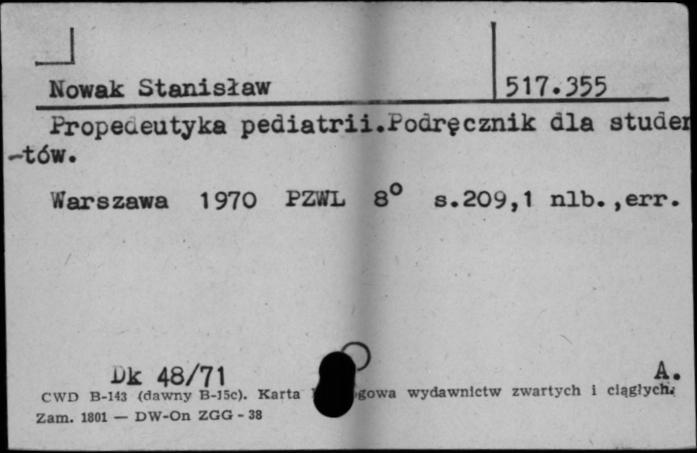 Nowak Stanisław 517.355
Propedeutyka pediatrii.Podręcznik dla studen
-tów.
Warszawa 1970 PZWL 8° s.209,1 nlb.,err.
Dk 48/71 A.
CWD B-143 (dawny B-15c). Karta wydawnictw zwartych i ciągłych.
Zam. 1801 — DW-On ZGG - 38